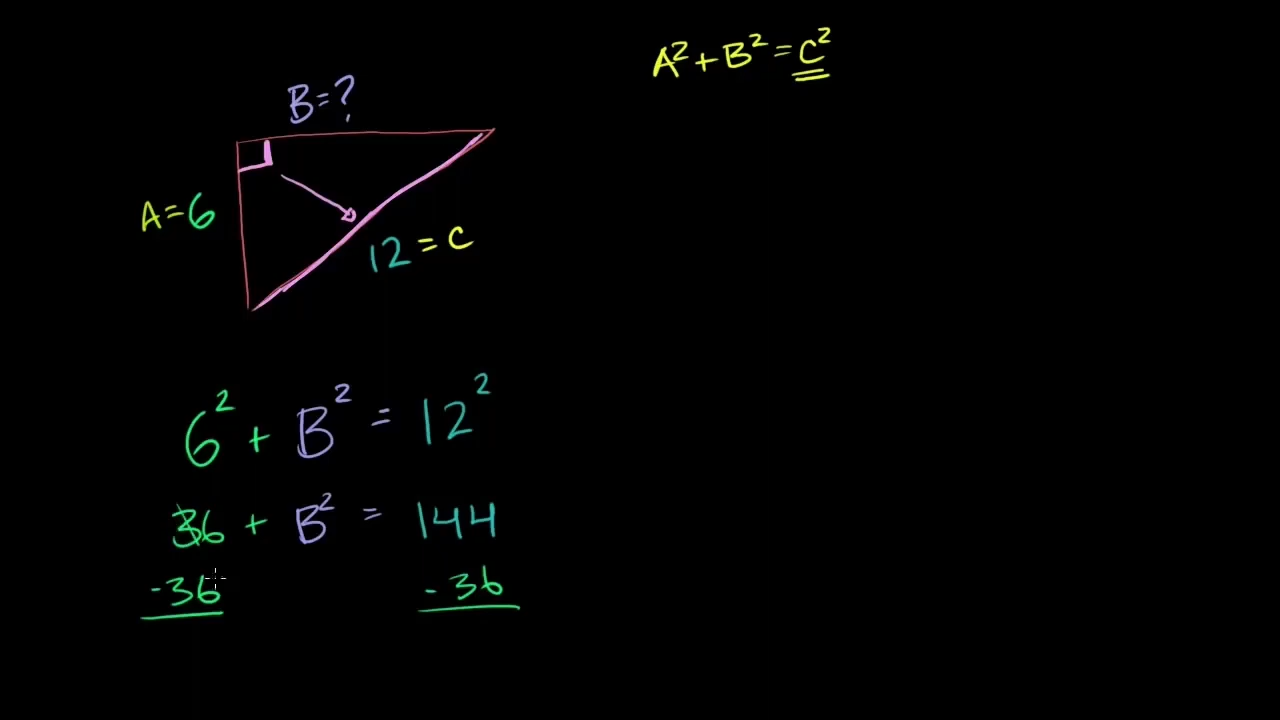 A² + B² = C²
B = ?
A = 6
12 = C
6² + B² = 12²
36 + B² = 144
-36 -36